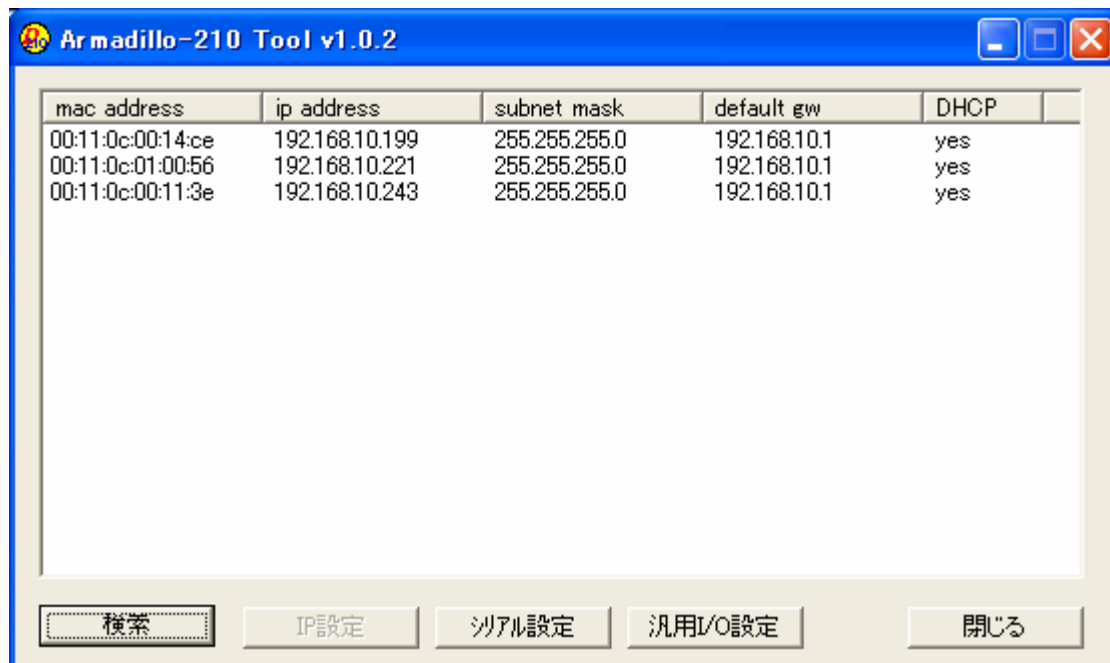 Armadillo-210 Tool v1.0.2
mac address ip address subnet mask default gw DHCP
00:11:0c:00:14:ce 192.168.10.199 255.255.255.0 192.168.10.1 yes
00:11:0c:01:00:56 192.168.10.221 255.255.255.0 192.168.10.1 yes
00:11:0c:00:11:3e 192.168.10.243 255.255.255.0 192.168.10.1 yes
検索 IP設定 シリアル設定 汎用I/O設定 閉じる